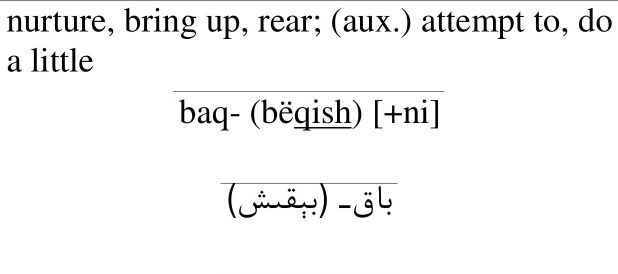 nurture, bring up, rear; (aux.) attempt to, do
a little
baq- (bëqish) [+ni]
باق- (بېقىش)